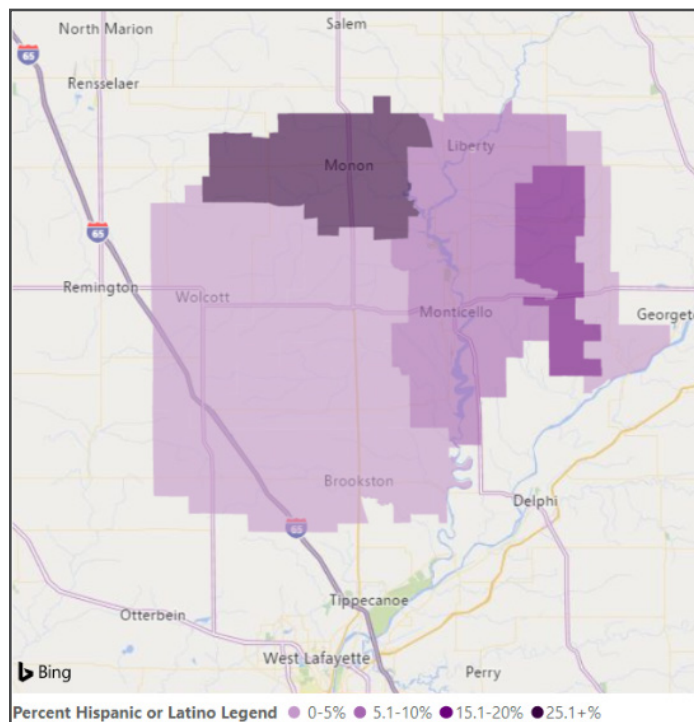 North Marion
Salem
65
Rensselaer
Liberty
Monon
65
Remington
Wolcott
Monticello
Georget
Brookston
Delphi
65
Tippecanoe
Otterbein
West Lafayette
Perry
Bing
Percent Hispanic or Latino Legend 0-5% 5.1-10% 15.1-20% 25.1+%